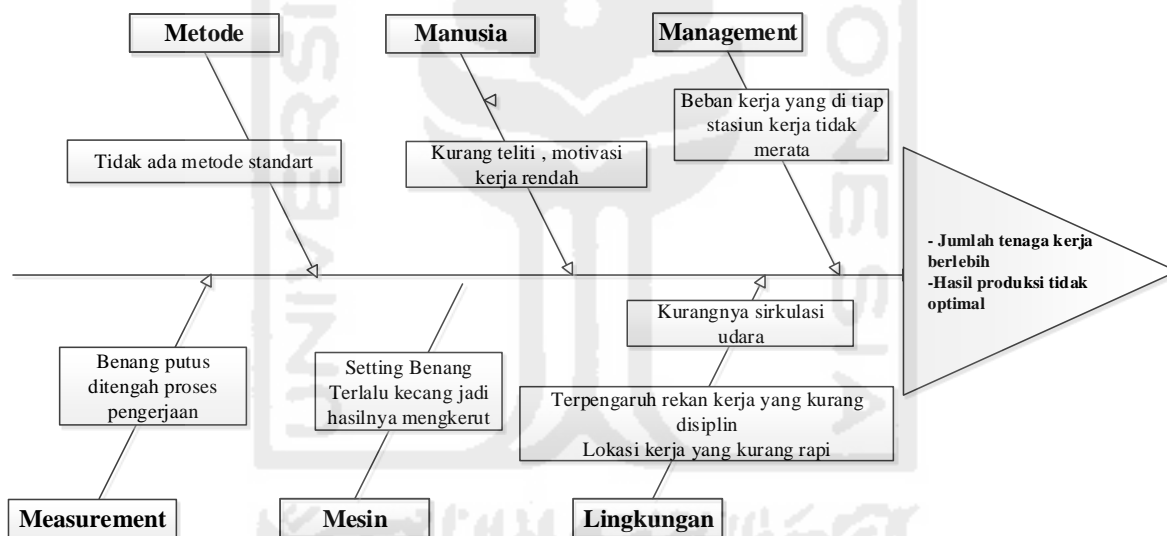 Metode
Manusia
Management
Beban kerja yang di tiap
stasiun kerja tidak
merata
Tidak ada metode standart
Kurang teliti , motivasi
kerja rendah
- Jumlah tenaga kerja
berlebih
-Hasil produksi tidak
optimal
Kurangnya sirkulasi
udara
Benang putus
ditengah proses
pengerjaan
Setting Benang
Terlalu kecang jadi
hasilnya mengkerut
Terpengaruh rekan kerja yang kurang
disiplin
Lokasi kerja yang kurang rapi
Measurement
Mesin
Lingkungan